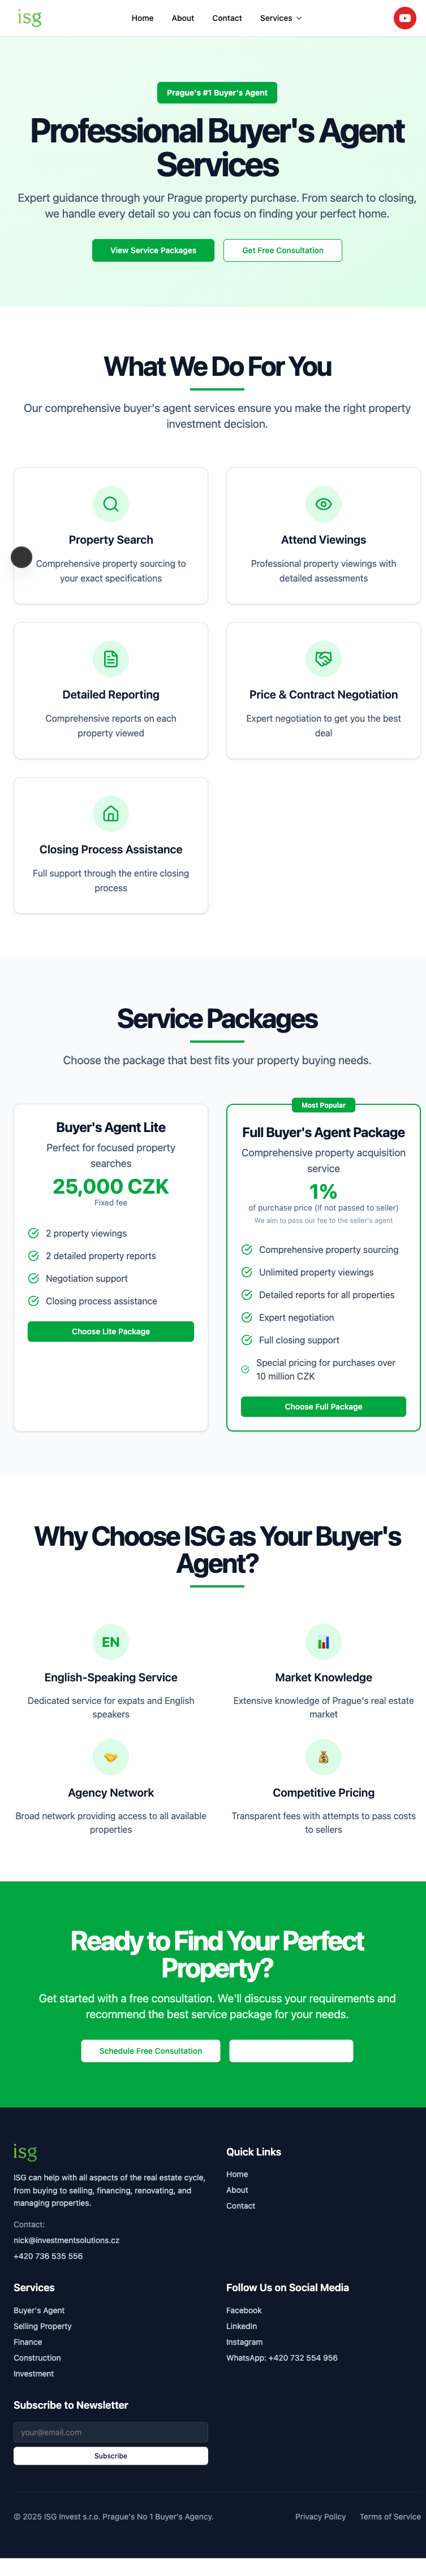 isg
Home
About
Contact
Services
Prague's #1 Buyer's Agent
Professional Buyer's Agent
Services
Expert guidance through your Prague property purchase. From search to closing,
we handle every detail so you can focus on finding your perfect home.
View Service Packages
Get Free Consultation
What We Do For You
Our comprehensive buyer's agent services ensure you make the right property
investment decision.
Property Search
Comprehensive property sourcing to
your exact specifications
Attend Viewings
Professional property viewings with
detailed assessments
Detailed Reporting
Comprehensive reports on each
property viewed
Price & Contract Negotiation
Expert negotiation to get you the best
deal
Closing Process Assistance
Full support through the entire closing
process
Service Packages
Choose the package that best fits your property buying needs.
Buyer's Agent Lite
Perfect for focused property
searches
25,000 CZK
Fixed fee
2 property viewings
2 detailed property reports
Negotiation support
Closing process assistance
Choose Lite Package
Most Popular
Full Buyer's Agent Package
Comprehensive property acquisition
service
1%
of purchase price (if not passed to seller)
We aim to pass our fee to the seller's agent
Comprehensive property sourcing
Unlimited property viewings
Detailed reports for all properties
Expert negotiation
Full closing support
Special pricing for purchases over
10 million CZK
Choose Full Package
Why Choose ISG as Your Buyer's
Agent?
EN
English-Speaking Service
Dedicated service for expats and English
speakers
Market Knowledge
Extensive knowledge of Prague's real estate
market
Agency Network
Broad network providing access to all available
properties
Competitive Pricing
Transparent fees with attempts to pass costs
to sellers
Ready to Find Your Perfect
Property?
Get started with a free consultation. We'll discuss your requirements and
recommend the best service package for your needs.
Schedule Free Consultation
isg
ISG can help with all aspects of the real estate cycle,
from buying to selling, financing, renovating, and
managing properties.
Contact:
nick@investmentsolutions.cz
+420 736 535 556
Quick Links
Home
About
Contact
Services
Buyer's Agent
Selling Property
Finance
Construction
Investment
Follow Us on Social Media
Facebook
LinkedIn
Instagram
WhatsApp: +420 732 554 956
Subscribe to Newsletter
your@email.com
Subscribe
© 2025 ISG Invest s.r.o. Prague's No 1 Buyer's Agency.
Privacy Policy
Terms of Service